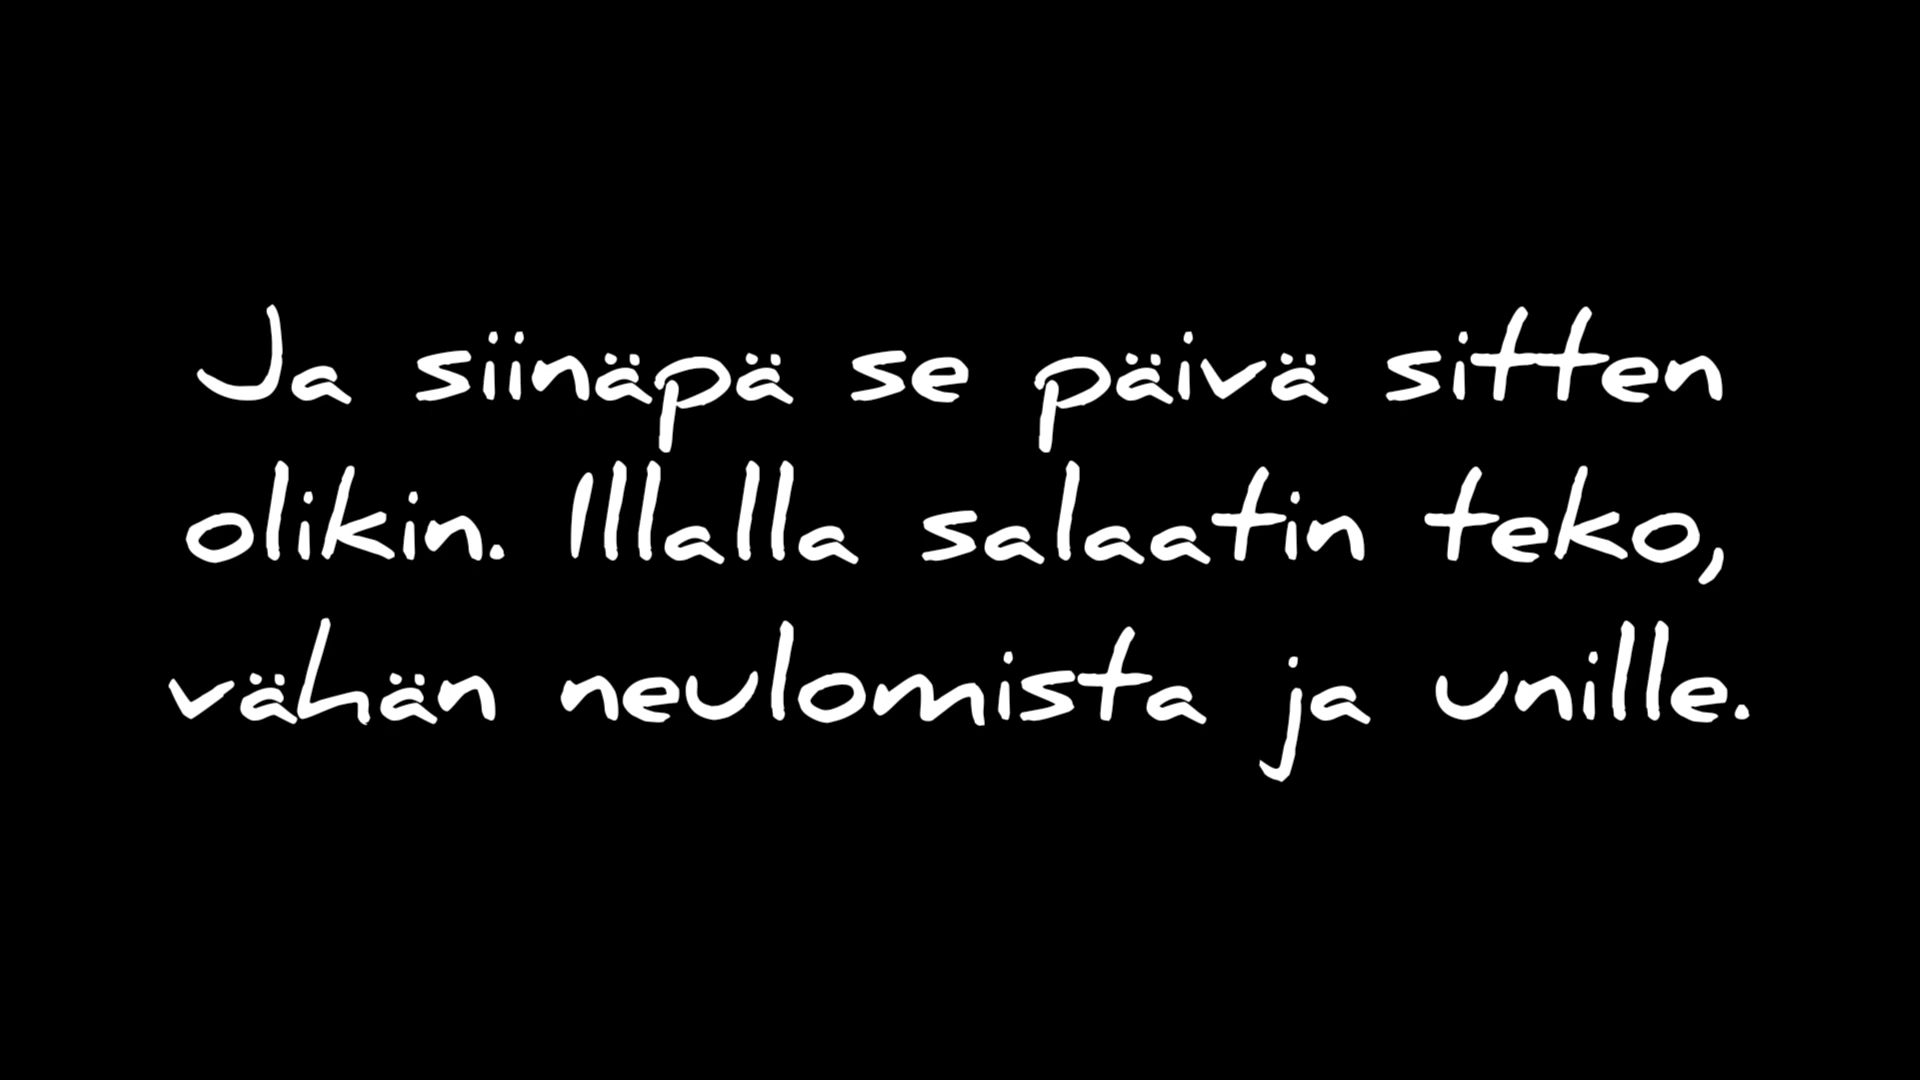 Ja siinäpä se päivä sitten
olikin. Illalla salaatin teko,
vähän neulomista ja unille.